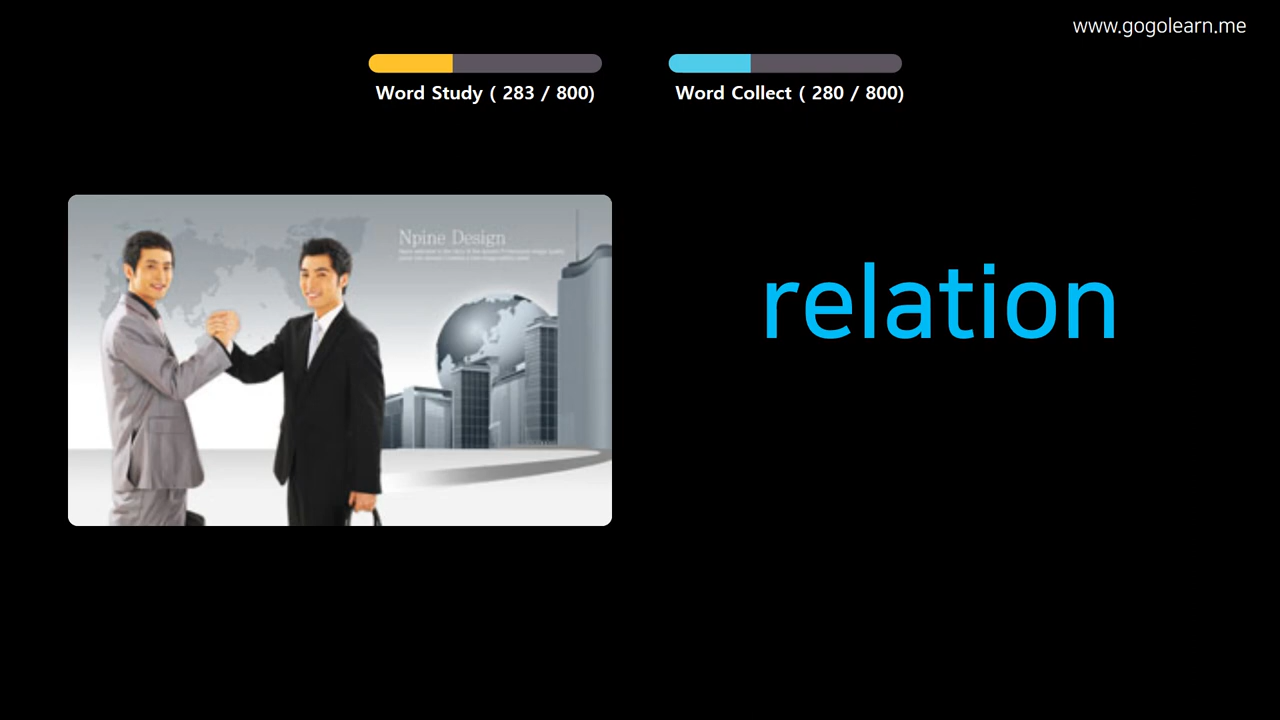 www.gogolearn.me
Word Study ( 283 / 800)
Word Collect ( 280 / 800)
Npine Design
relation